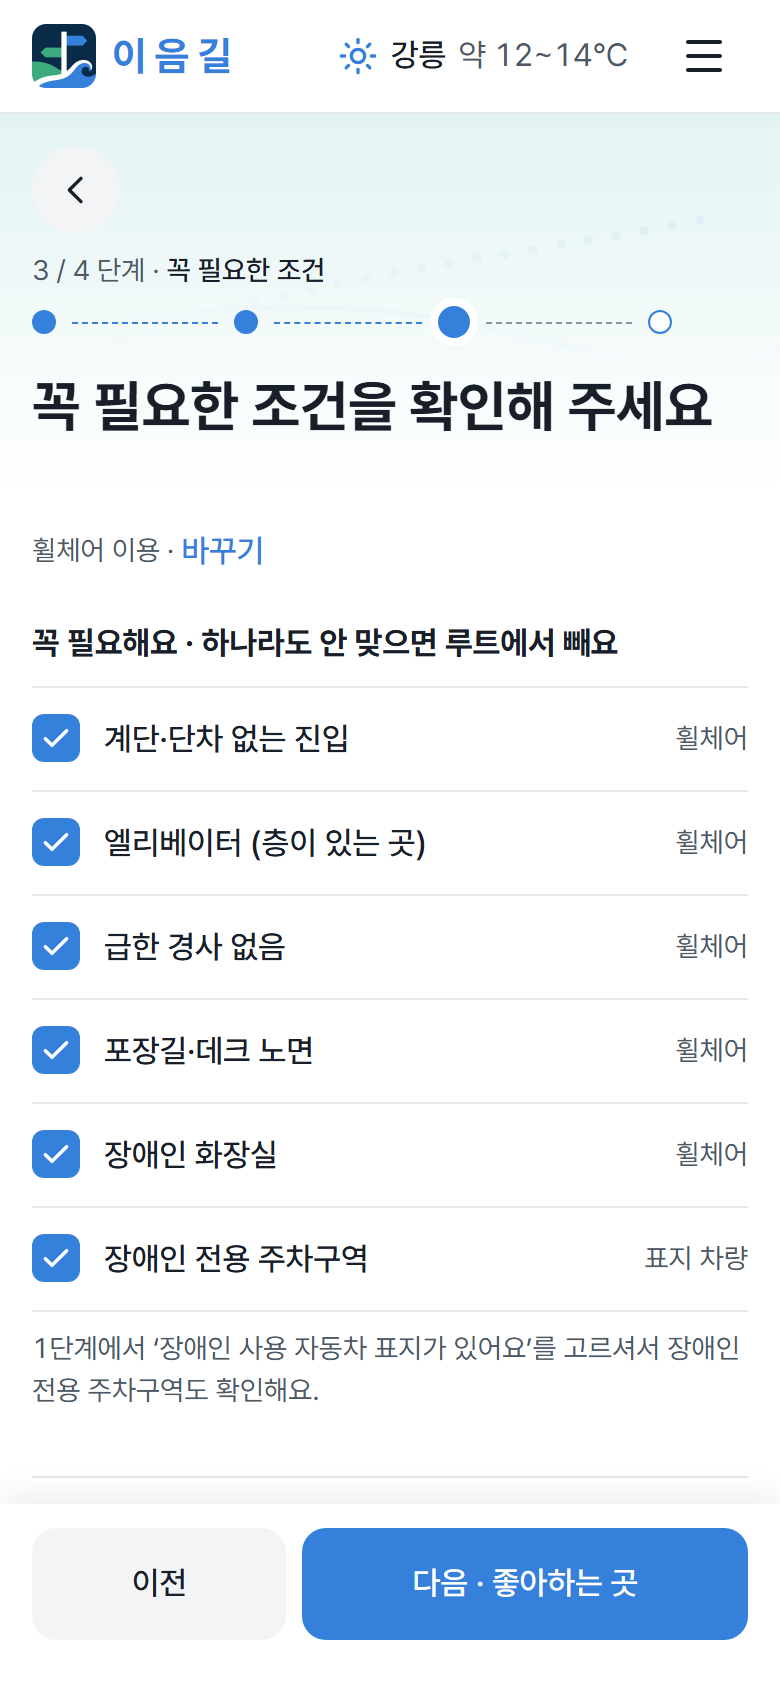 이음길
강릉 약 12~14°C
3 / 4 단계 · 꼭 필요한 조건
꼭 필요한 조건을 확인해 주세요
휠체어 이용 · 바꾸기
꼭 필요해요 · 하나라도 안 맞으면 루트에서 빼요
계단·단차 없는 진입 휠체어
엘리베이터 (층이 있는 곳) 휠체어
급한 경사 없음 휠체어
포장길·데크 노면 휠체어
장애인 화장실 휠체어
장애인 전용 주차구역 표지 차량
1단계에서 ‘장애인 사용 자동차 표지가 있어요’를 고르셔서 장애인
전용 주차구역도 확인해요.
이전 다음 · 좋아하는 곳